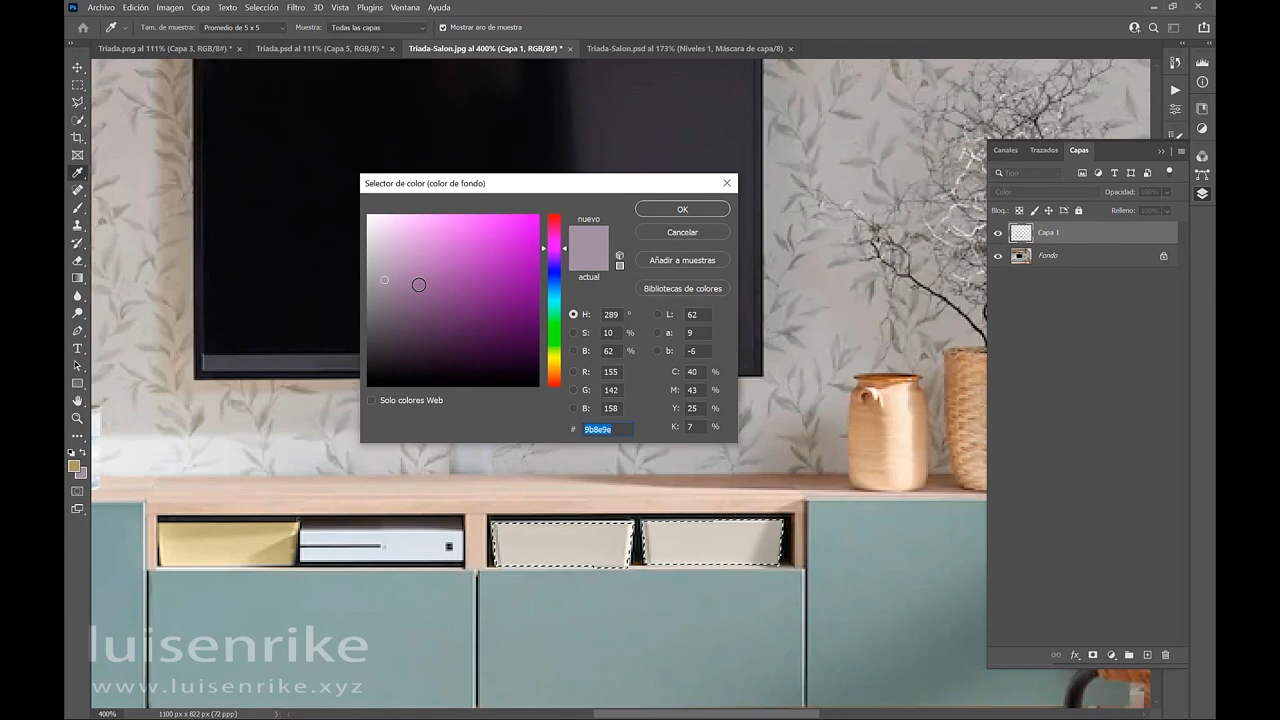 Ps Archivo Edición Imagen Capa Texto Selección Filtro 3D Vista Plugins Ventana Ayuda
Tam. de muestra: Promedio de 5 x 5 Muestra: Todas las capas Mostrar aro de muestra
Triada.png al 111% (Capa 3, RGB/8#) * × Triada.psd al 111% (Capa 5, RGB/8) * × Triada-Salon.jpg al 400% (Capa 1, RGB/8#) * × Triada-Salon.psd al 173% (Niveles 1, Máscara de capa/8) ×
Canales Trazados Capas
Tipo
Color Opacidad: 100%
Bloq.: Relleno: 100%
Capa 1
Fondo
Selector de color (color de fondo)
nuevo
actual
OK
Cancelar
Añadir a muestras
Bibliotecas de colores
H: 289 ° L: 62
S: 10 % a: 9
B: 62 % b: -6
R: 155 C: 40 %
G: 142 M: 43 %
B: 158 Y: 25 %
# 9b8e9e K: 7 %
Solo colores Web
luisenrike
www.luisenrike.xyz
400% 1100 px x 822 px (72 ppp)